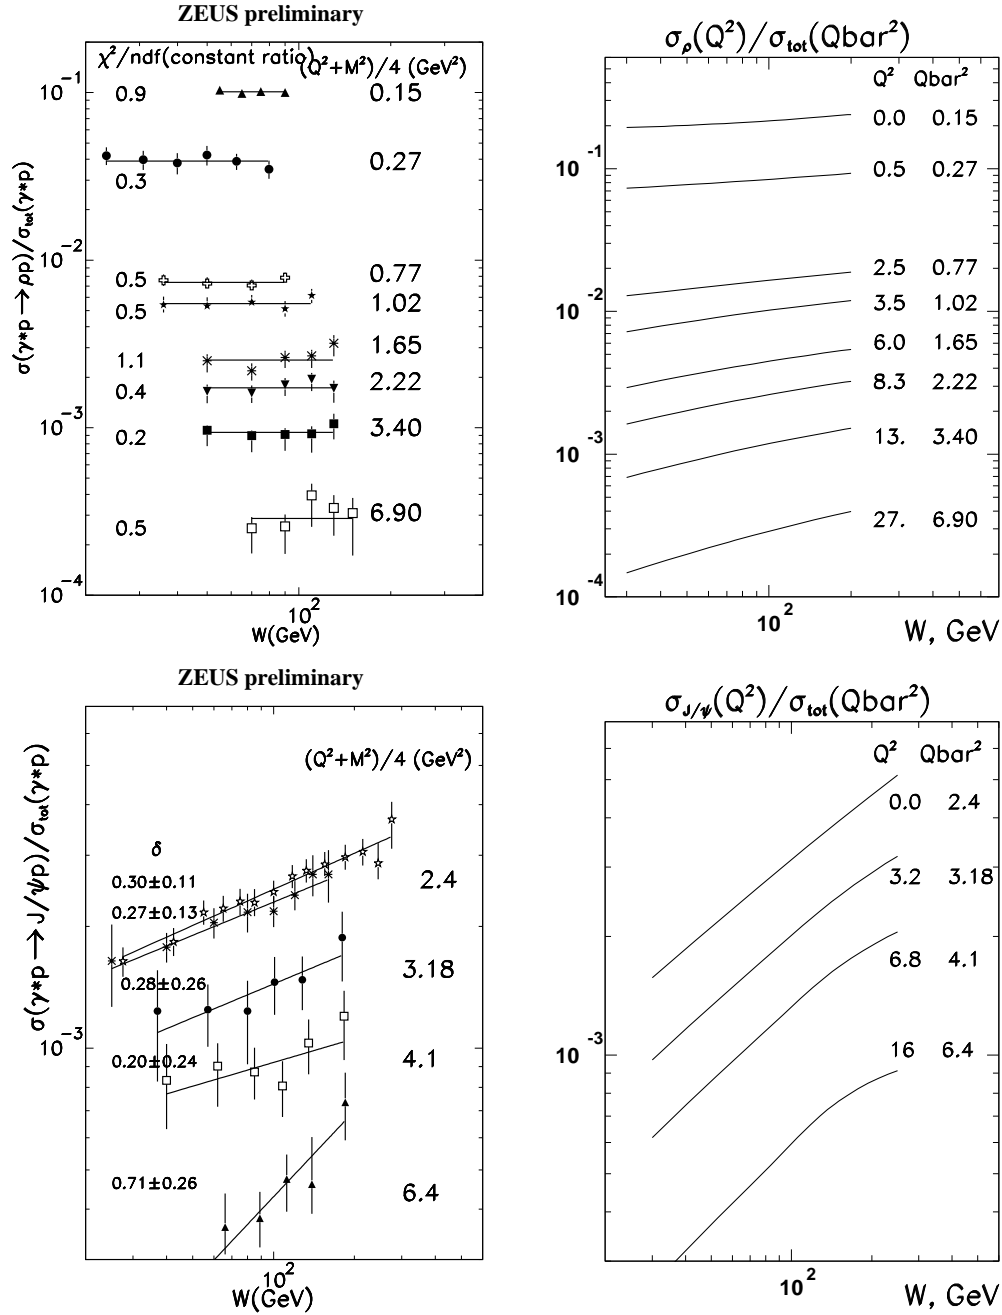 ZEUS preliminary
χ²/ndf(constant ratio) (Q²+M²)/4 (GeV²)
0.9 0.15
0.3 0.27
0.5 0.77
0.5 1.02
1.1 1.65
0.4 2.22
0.2 3.40
0.5 6.90
10⁻¹
10⁻²
10⁻³
10⁻⁴
σ(γ*p → ρp)/σtot(γ*p)
10²
W(GeV)
σρ(Q²)/σtot(Qbar²)
Q² Qbar²
0.0 0.15
0.5 0.27
2.5 0.77
3.5 1.02
6.0 1.65
8.3 2.22
13. 3.40
27. 6.90
10⁻¹
10⁻²
10⁻³
10⁻⁴
10²
W, GeV
ZEUS preliminary
(Q²+M²)/4 (GeV²)
δ
0.30±0.11
0.27±0.13
2.4
0.28±0.26
3.18
0.20±0.24
4.1
0.71±0.26
6.4
10⁻³
σ(γ*p → J/ψp)/σtot(γ*p)
10²
W(GeV)
σJ/ψ(Q²)/σtot(Qbar²)
Q² Qbar²
0.0 2.4
3.2 3.18
6.8 4.1
16 6.4
10⁻³
10²
W, GeV